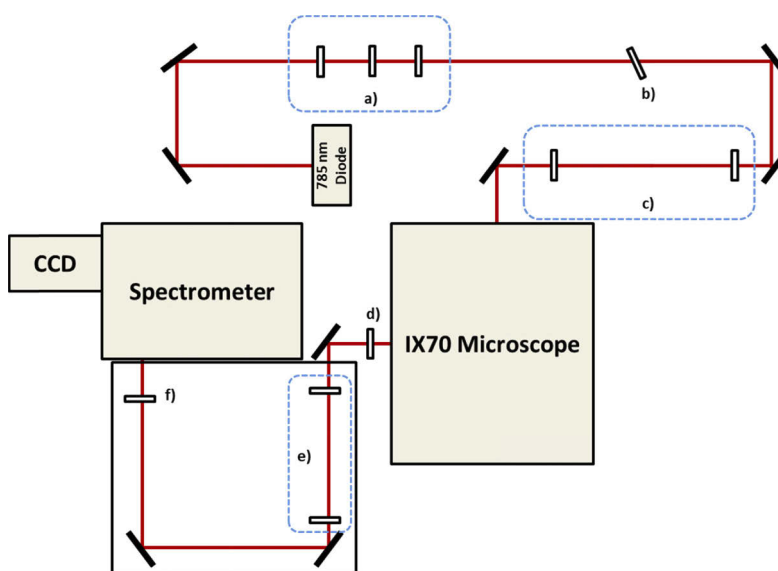 a)
b)
785 nm
Diode
c)
CCD
Spectrometer
d)
IX70 Microscope
f)
e)